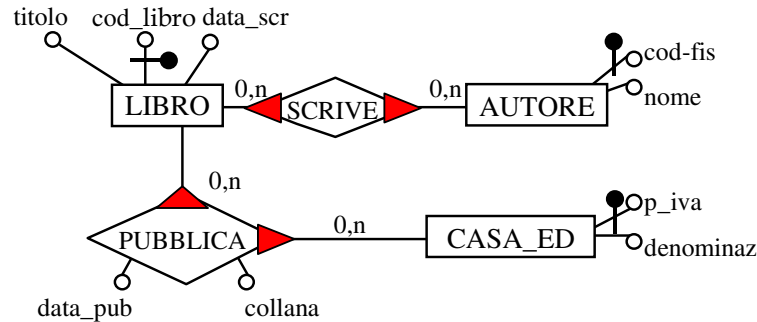 titolo cod_libro data_scr
0,n 0,n cod-fis
LIBRO SCRIVE AUTORE nome
0,n
0,n p_iva
PUBBLICA CASA_ED denominaz
data_pub collana